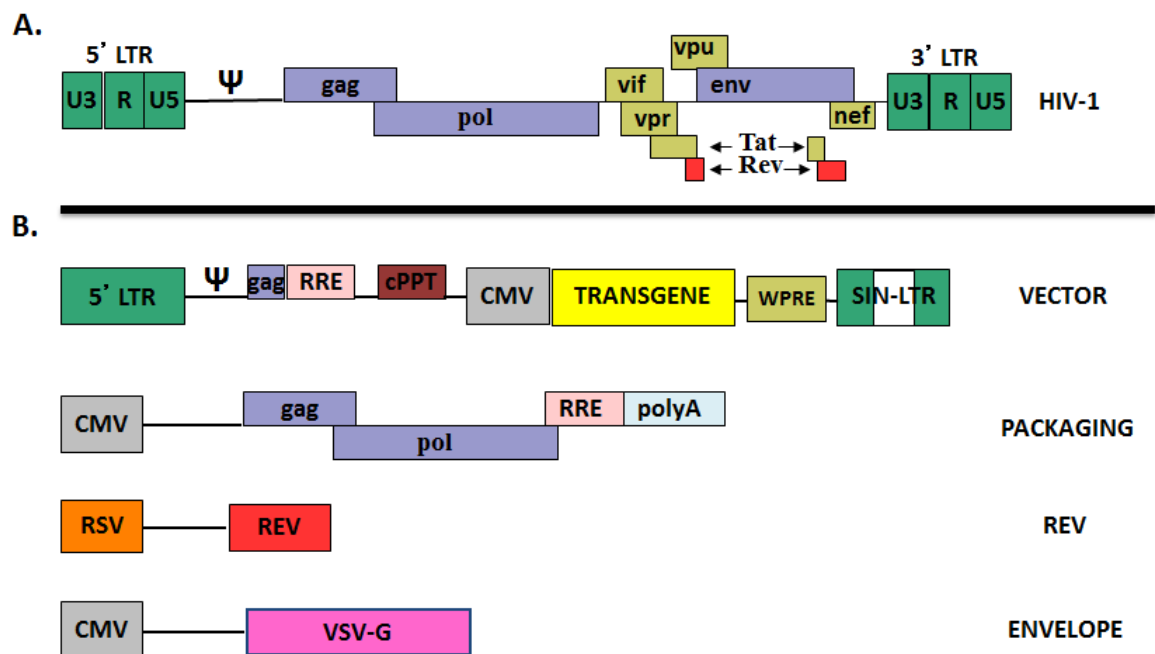 A.
5' LTR
Ψ
vpu
3' LTR
U3 R U5 gag vif env U3 R U5 HIV-1
pol vpr nef
Tat
Rev
B.
Ψ
5' LTR gag RRE cPPT CMV TRANSGENE WPRE SIN-LTR VECTOR
CMV gag RRE polyA PACKAGING
pol
RSV REV REV
CMV VSV-G ENVELOPE